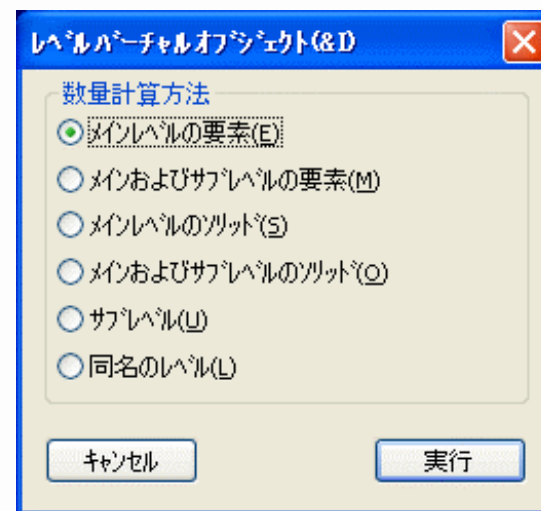 ﾚﾍﾞﾙ ﾊﾞｰﾁｬﾙ ｵﾌﾞｼﾞｪｸﾄ(&I)
数量計算方法
ﾒｲﾝﾚﾍﾞﾙの要素(E)
ﾒｲﾝおよびｻﾌﾞﾚﾍﾞﾙの要素(M)
ﾒｲﾝﾚﾍﾞﾙのｿﾘｯﾄﾞ(S)
ﾒｲﾝおよびｻﾌﾞﾚﾍﾞﾙのｿﾘｯﾄﾞ(O)
ｻﾌﾞﾚﾍﾞﾙ(U)
同名のﾚﾍﾞﾙ(L)
ｷｬﾝｾﾙ
実行